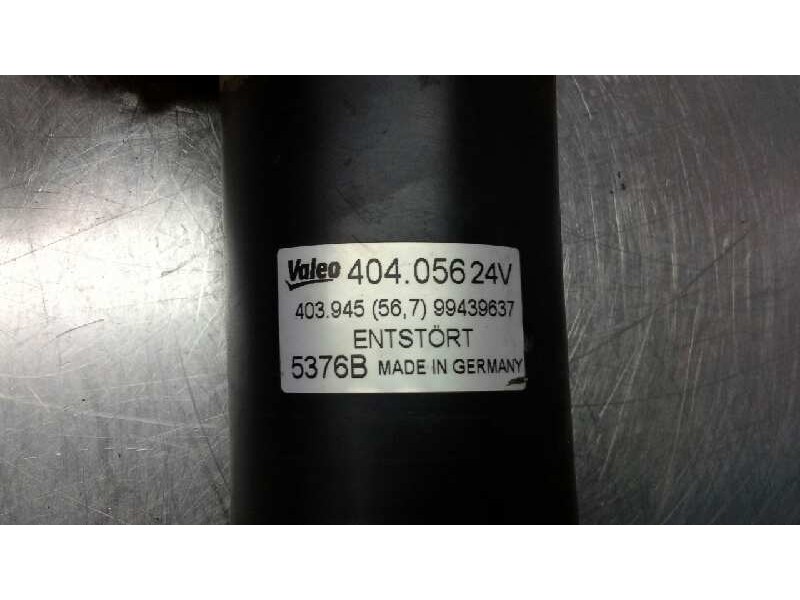 Valeo 404.056 24V
403.945 (56,7) 99439637
ENTSTÖRT
5376B MADE IN GERMANY